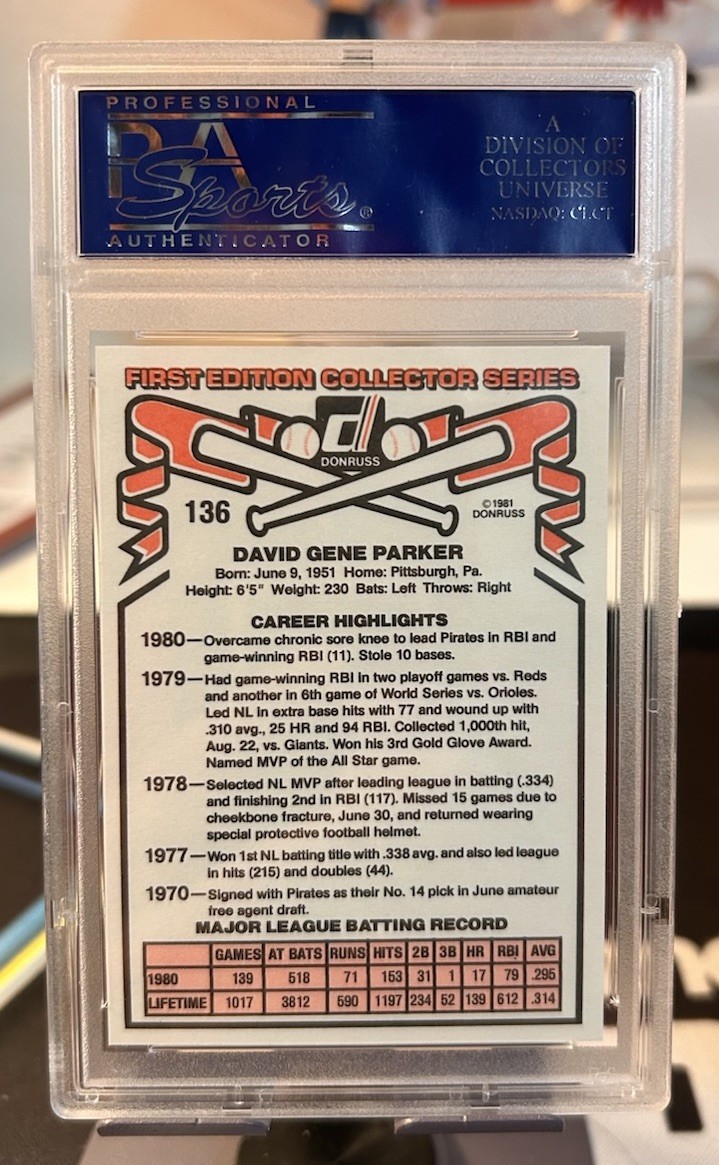 PROFESSIONAL
PSA
Sports®
AUTHENTICATOR
A
DIVISION OF
COLLECTORS
UNIVERSE
NASDAQ: CLCT
FIRST EDITION COLLECTOR SERIES
d
DONRUSS
136
©1981
DONRUSS
DAVID GENE PARKER
Born: June 9, 1951 Home: Pittsburgh, Pa.
Height: 6'5" Weight: 230 Bats: Left Throws: Right
CAREER HIGHLIGHTS
1980—Overcame chronic sore knee to lead Pirates in RBI and
game-winning RBI (11). Stole 10 bases.
1979—Had game-winning RBI in two playoff games vs. Reds
and another in 6th game of World Series vs. Orioles.
Led NL in extra base hits with 77 and wound up with
.310 avg., 25 HR and 94 RBI. Collected 1,000th hit,
Aug. 22, vs. Giants. Won his 3rd Gold Glove Award.
Named MVP of the All Star game.
1978—Selected NL MVP after leading league in batting (.334)
and finishing 2nd in RBI (117). Missed 15 games due to
cheekbone fracture, June 30, and returned wearing
special protective football helmet.
1977—Won 1st NL batting title with .338 avg. and also led league
in hits (215) and doubles (44).
1970—Signed with Pirates as their No. 14 pick in June amateur
free agent draft.
MAJOR LEAGUE BATTING RECORD
GAMES AT BATS RUNS HITS 2B 3B HR RBI AVG
1980 139 518 71 153 31 1 17 79 .295
LIFETIME 1017 3812 590 1197 234 52 139 612 .314